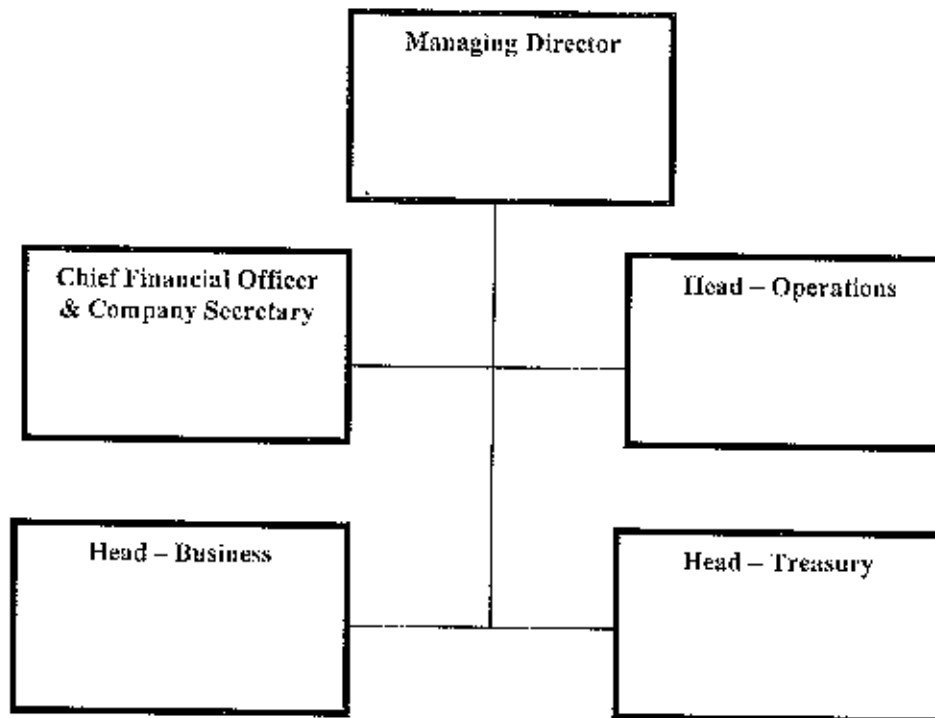 Managing Director
Chief Financial Officer
& Company Secretary
Head – Operations
Head – Business
Head – Treasury